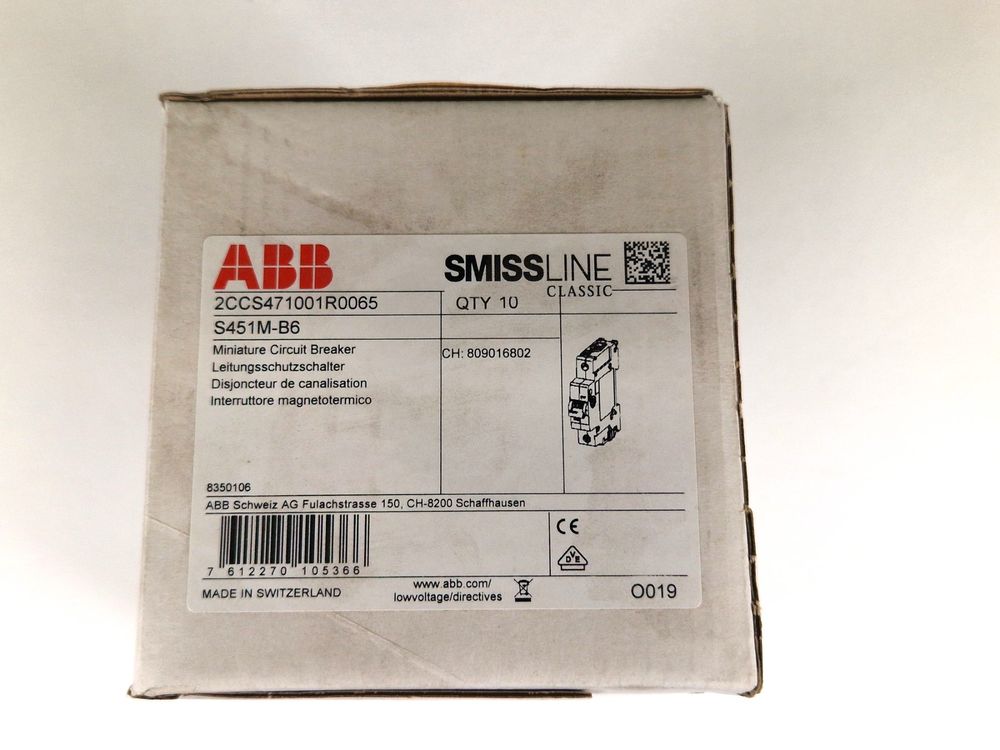 ABB
SMISSLINE
CLASSIC
2CCS471001R0065
QTY 10
S451M-B6
Miniature Circuit Breaker
CH: 809016802
Leitungsschutzschalter
Disjoncteur de canalisation
Interruttore magnetotermico
8350106
ABB Schweiz AG Fulachstrasse 150, CH-8200 Schaffhausen
CE
DVE
7 612270 105366
MADE IN SWITZERLAND
www.abb.com/
lowvoltage/directives
O019